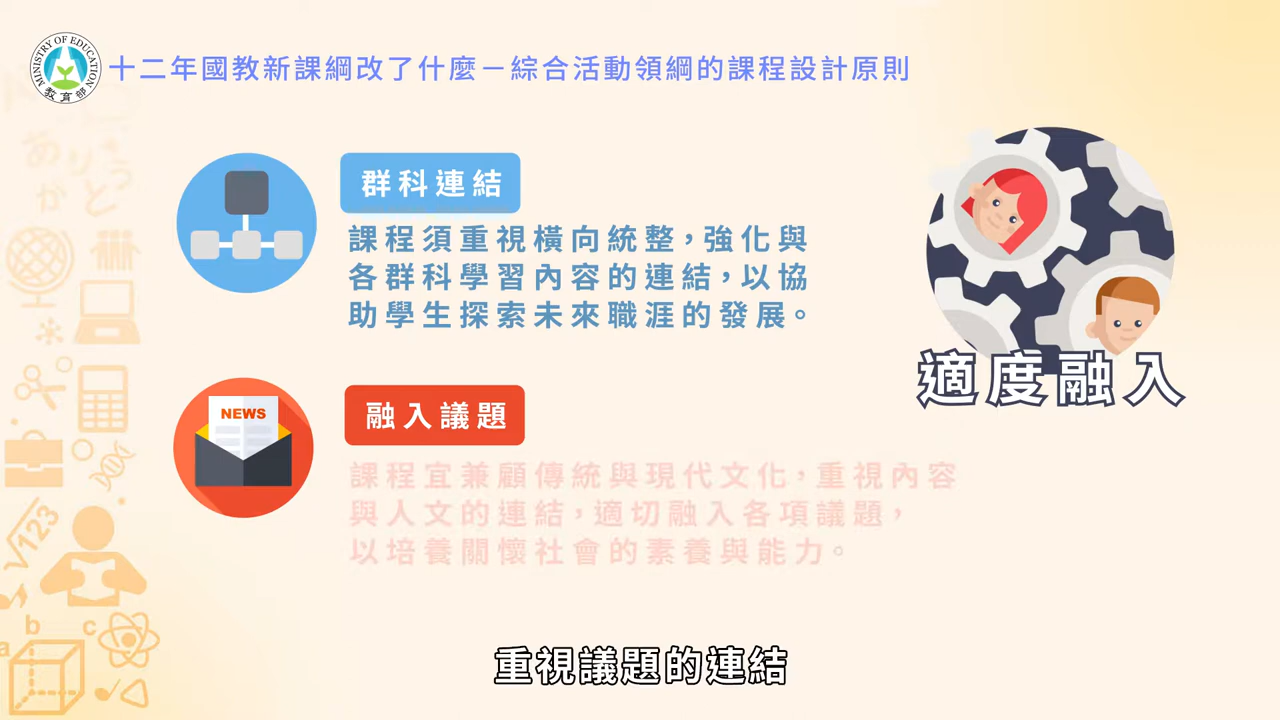 MINISTRY OF EDUCATION
教育部
十二年國教新課綱改了什麼－綜合活動領綱的課程設計原則
群科連結
課程須重視橫向統整，強化與
各群科學習內容的連結，以協
助學生探索未來職涯的發展。
適度融入
NEWS
融入議題
課程宜兼顧傳統與現代文化，重視內容
與人文的連結，適切融入各項議題，
以培養關懷社會的素養與能力。
重視議題的連結
あ
り
う
か
と
√123
a
b
c